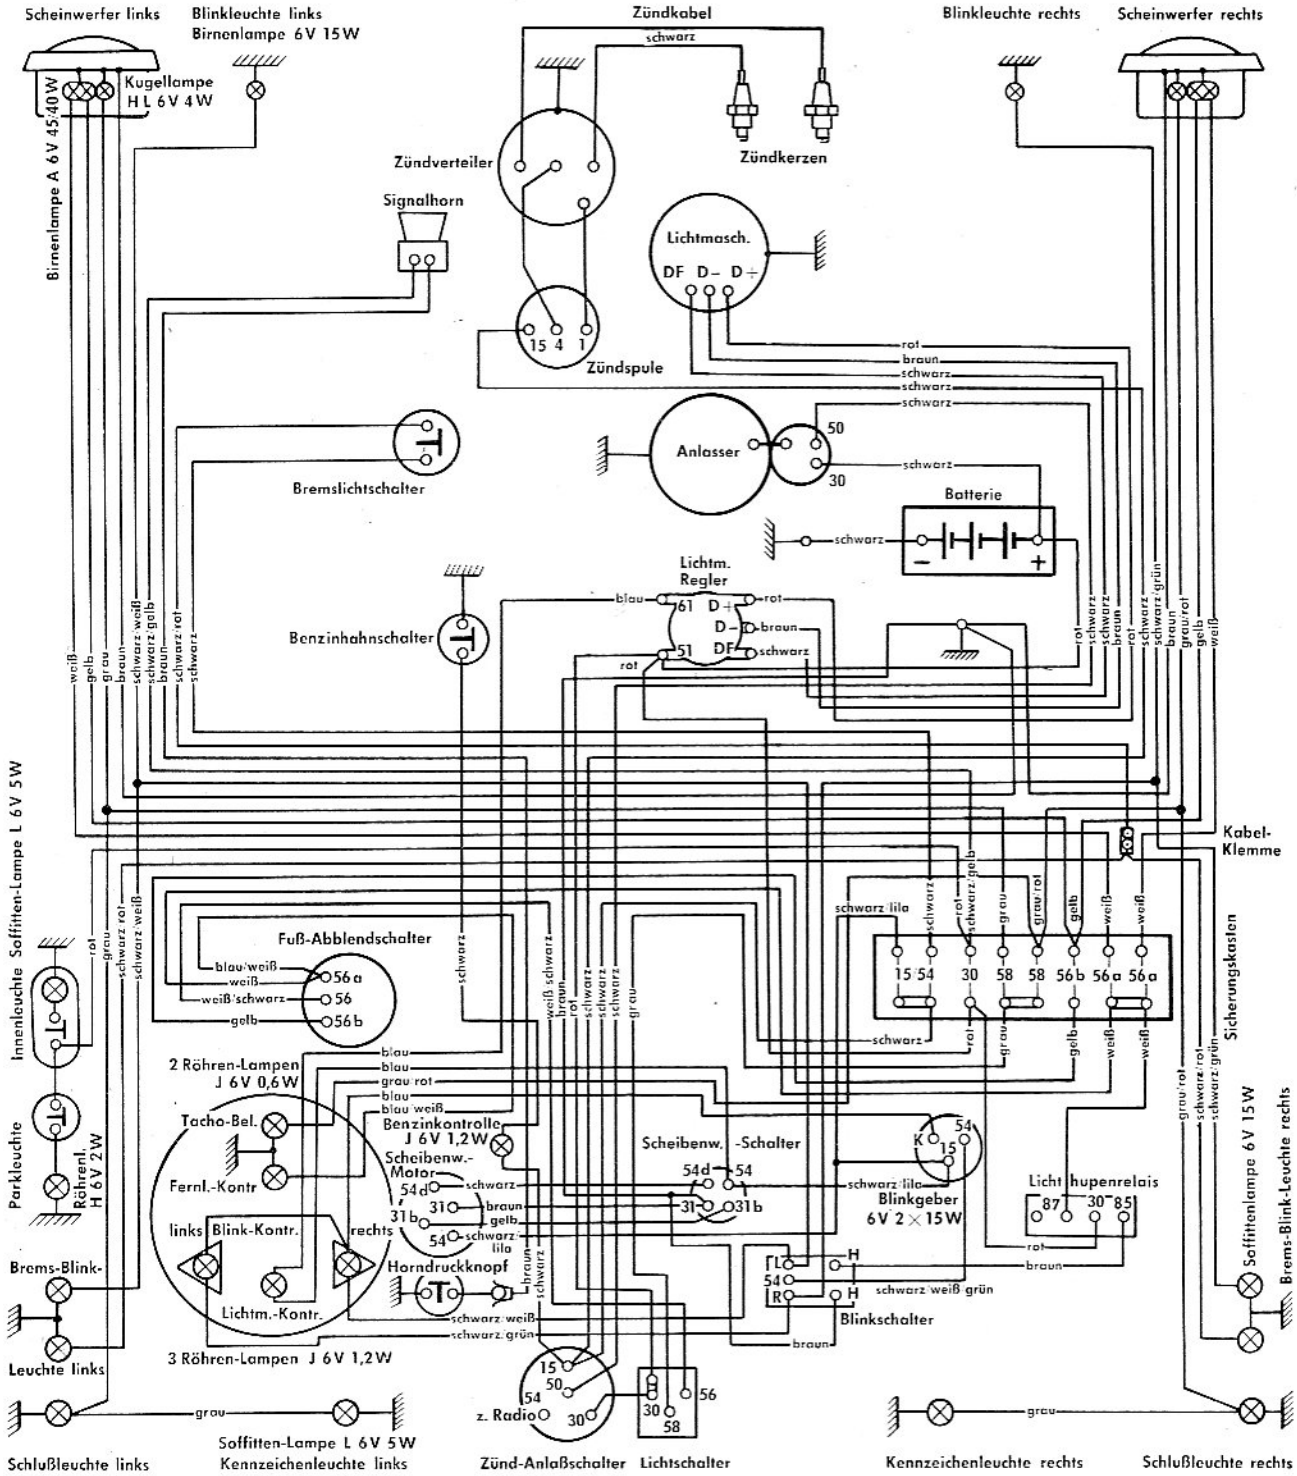 Scheinwerfer links
Blinkleuchte links
Birnenlampe 6V 15W
Zündkabel
schwarz
Blinkleuchte rechts
Scheinwerfer rechts
Kugellampe
HL 6V 4W
Birnenlampe A 6V 45/40W
Zündverteiler
Zündkerzen
Signalhorn
Lichtmasch.
DF D- D+
15 4 1
Zündspule
rot
braun
schwarz
schwarz
schwarz
50
Anlasser
schwarz
30
Bremslichtschalter
Batterie
schwarz
- +
Lichtm.
Regler
blau
61 D+
rot
D-
braun
51 DF
schwarz
rot
Benzinhahnschalter
weiß
gelb
grau
braun
schwarz/weiß
schwarz/gelb
braun
schwarz/rot
schwarz
rot
schwarz
schwarz
braun
rot
schwarz
schwarz/grün
braun
grau/rot
gelb
weiß
Kabel-
Klemme
Innenleuchte Soffitten-Lampe L 6V 5W
rot
grau
schwarz/rot
schwarz/weiß
Fuß-Abblendschalter
blau/weiß
weiß
56a
weiß/schwarz
56
gelb
56b
schwarz
weiß/schwarz
braun
rot
schwarz
schwarz
schwarz
grau
schwarz/lila
schwarz
rot
schwarz/gelb
grau
grau/rot
gelb
weiß
weiß
15 54 30 58 58 56b 56a 56a
schwarz
rot
grau
gelb
weiß
weiß
Sicherungskasten
grau/rot
schwarz/rot
schwarz/grün
Parkleuchte
Röhrenl.
H 6V 2W
2 Röhren-Lampen
J 6V 0,6W
blau
blau
grau/rot
blau
blau/weiß
Tacho-Bel.
Fernl.-Kontr
links Blink-Kontr. rechts
Lichtm.-Kontr.
3 Röhren-Lampen J 6V 1,2W
Benzinkontrolle
J 6V 1,2W
Scheibenw.-
Motor
54d
schwarz
31
braun
31b
gelb
54
schwarz/
lila
Scheibenw. -Schalter
54d 54
31 31b
schwarz/lila
K 54
15
Blinkgeber
6V 2×15W
Licht hupenrelais
87 30 85
rot
braun
Soffittenlampe 6V 15W
Brems-Blink-Leuchte rechts
Horndruckknopf
braun
schwarz
schwarz/weiß
schwarz/grün
L H
54
R H
schwarz/weiß-grün
Blinkschalter
braun
Brems-Blink-
Leuchte links
15
50
54
z. Radio
30
30
58
56
grau
Soffitten-Lampe L 6V 5W
Schlußleuchte links
Kennzeichenleuchte links
Zünd-Anlaßschalter
Lichtschalter
grau
Kennzeichenleuchte rechts
Schlußleuchte rechts